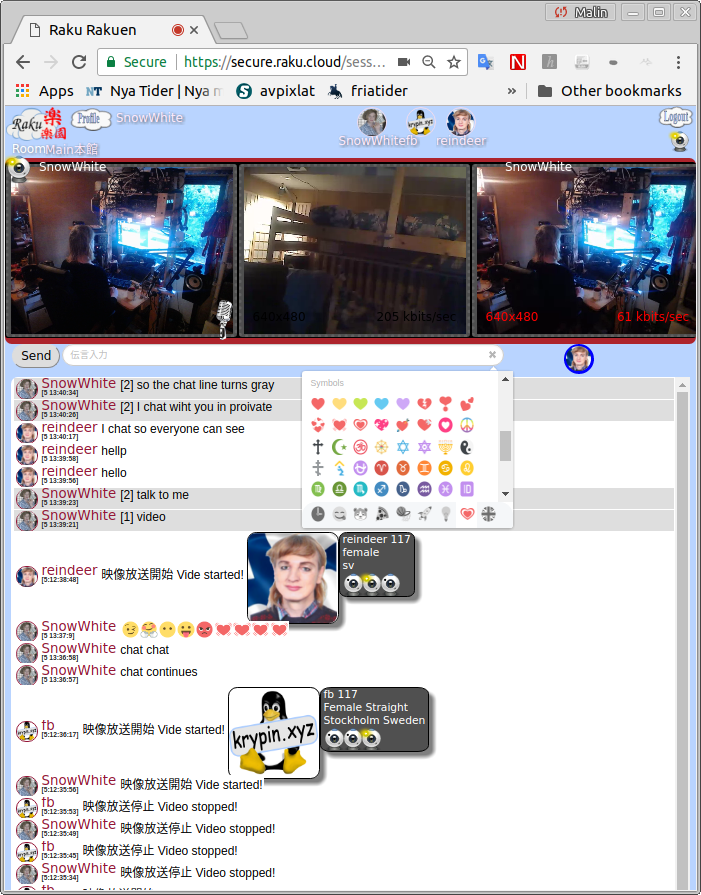 Malin
Raku Rakuen
Secure https://secure.raku.cloud/sess...
Apps NT Nya Tider | Nya n avpixlat friatider » Other bookmarks
Raku 楽 楽園 Profile SnowWhite krypin.xyz Logout
SnowWhite fb reindeer
Room Main本館
SnowWhite SnowWhite
640x480 205 kbits/sec 640x480 61 kbits/sec
Send 伝言入力
Symbols
SnowWhite [2] so the chat line turns gray
[5 13:40:34]
SnowWhite [2] I chat wiht you in proivate
[5 13:40:26]
reindeer I chat so everyone can see
[5 13:40:17]
reindeer hellp
[5 13:39:58]
reindeer hello
[5 13:39:56]
SnowWhite [2] talk to me
[5 13:39:23]
SnowWhite [1] video
[5 13:39:21]
reindeer 映像放送開始 Vide started!
[5:12:38:48]
reindeer 117
female
sv
SnowWhite
[5 13:37:9]
SnowWhite chat chat
[5 13:36:58]
SnowWhite chat continues
[5 13:36:57]
fb 映像放送開始 Vide started!
[5:12:36:17]
krypin.xyz
fb 117
Female Straight
Stockholm Sweden
SnowWhite 映像放送開始 Vide started!
[5:12:35:56]
fb 映像放送停止 Video stopped!
[5:12:35:53]
SnowWhite 映像放送停止 Video stopped!
[5:12:35:49]
fb 映像放送停止 Video stopped!
[5:12:35:45]
SnowWhite 映像放送停止 Video stopped!
[5:12:35:34]
fb